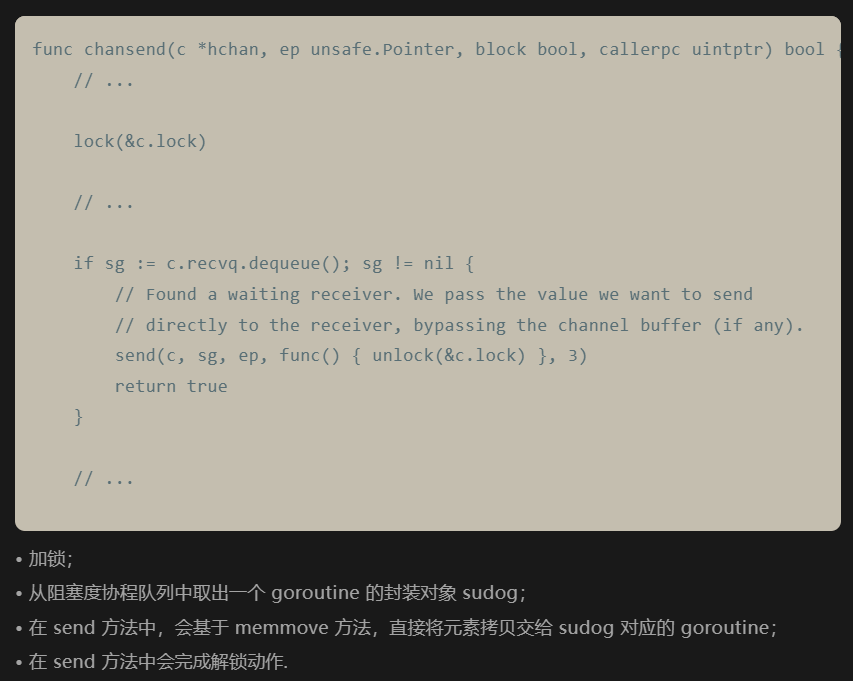 func chansend(c *hchan, ep unsafe.Pointer, block bool, callerpc uintptr) bool {
// ...
lock(&c.lock)
// ...
if sg := c.recvq.dequeue(); sg != nil {
// Found a waiting receiver. We pass the value we want to send
// directly to the receiver, bypassing the channel buffer (if any).
send(c, sg, ep, func() { unlock(&c.lock) }, 3)
return true
}
// ...
• 加锁；
• 从阻塞度协程队列中取出一个 goroutine 的封装对象 sudog；
• 在 send 方法中，会基于 memmove 方法，直接将元素拷贝交给 sudog 对应的 goroutine；
• 在 send 方法中会完成解锁动作.